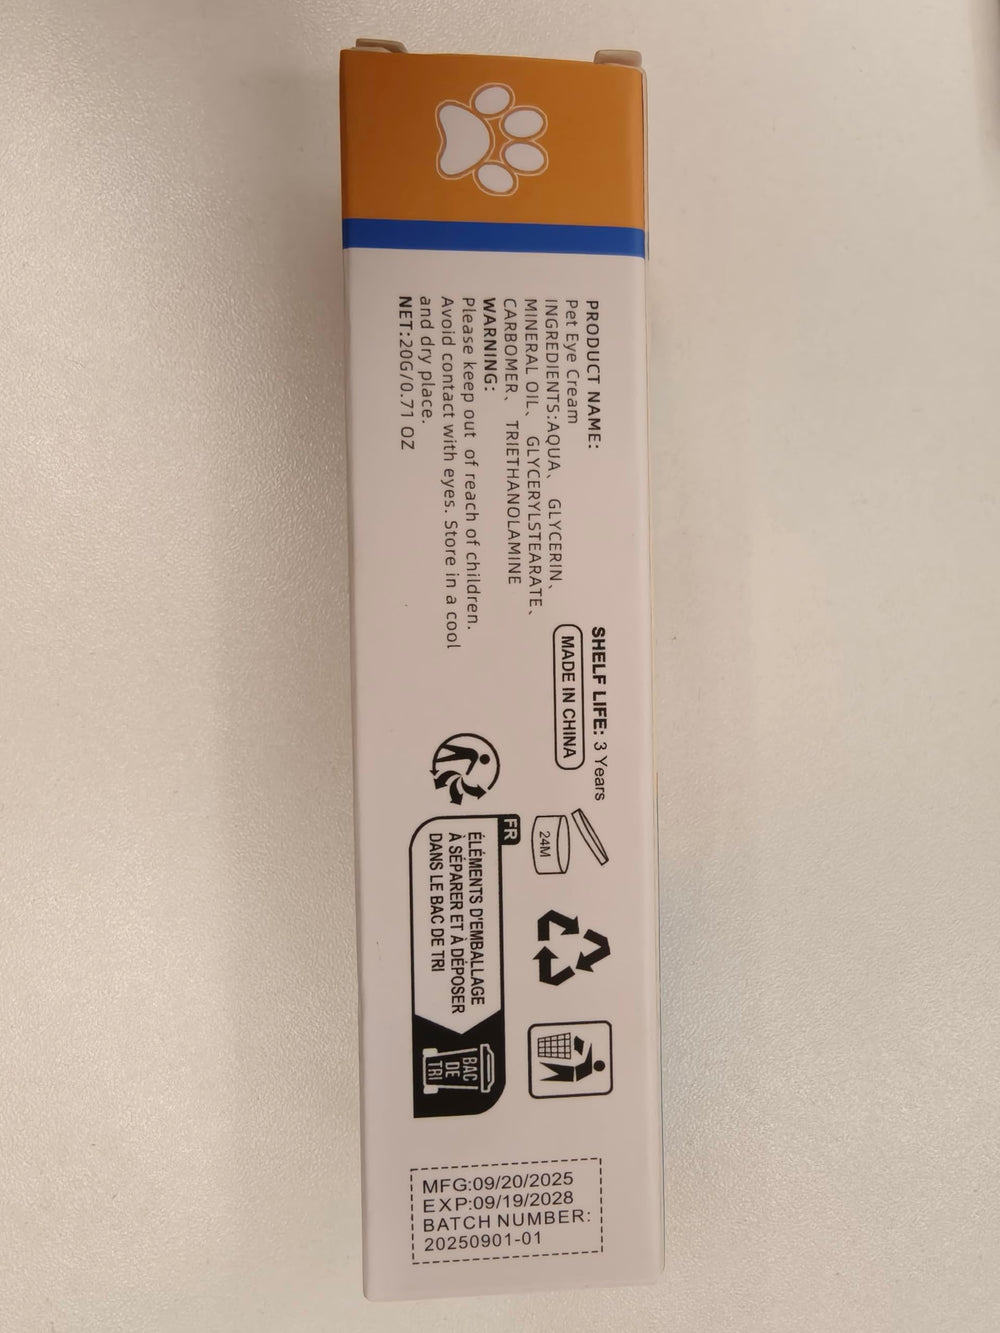 PRODUCT NAME:
Pet Eye Cream
INGREDIENTS:AQUA、 GLYCERIN、
MINERAL OIL、 GLYCERYLSTEARATE、
CARBOMER、 TRIETHANOLAMINE
WARNING:
Please keep out of reach of children.
Avoid contact with eyes. Store in a cool
and dry place.
NET:20G/0.71 OZ
SHELF LIFE: 3 Years
MADE IN CHINA
24M
FR
ÉLÉMENTS D'EMBALLAGE
À SÉPARER ET À DÉPOSER
DANS LE BAC DE TRI
BAC
DE
TRI
MFG:09/20/2025
EXP:09/19/2028
BATCH NUMBER:
20250901-01